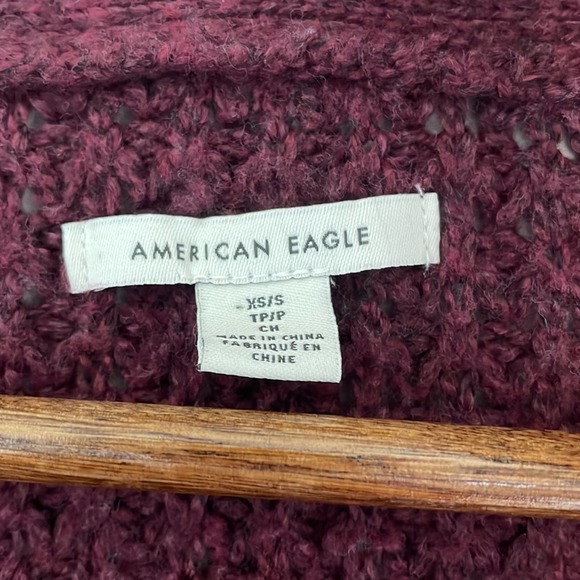 AMERICAN EAGLE
XS/S
TP/P
CH
MADE IN CHINA
FABRIQUÉ EN
CHINE